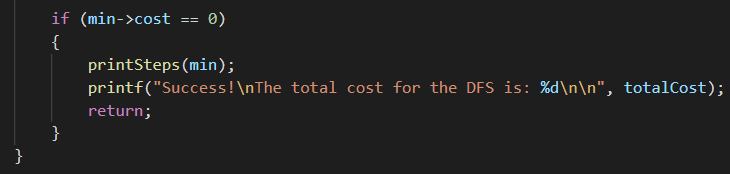 if (min->cost == 0)
{
printSteps(min);
printf("Success!\nThe total cost for the DFS is: %d\n\n", totalCost);
return;
}
}